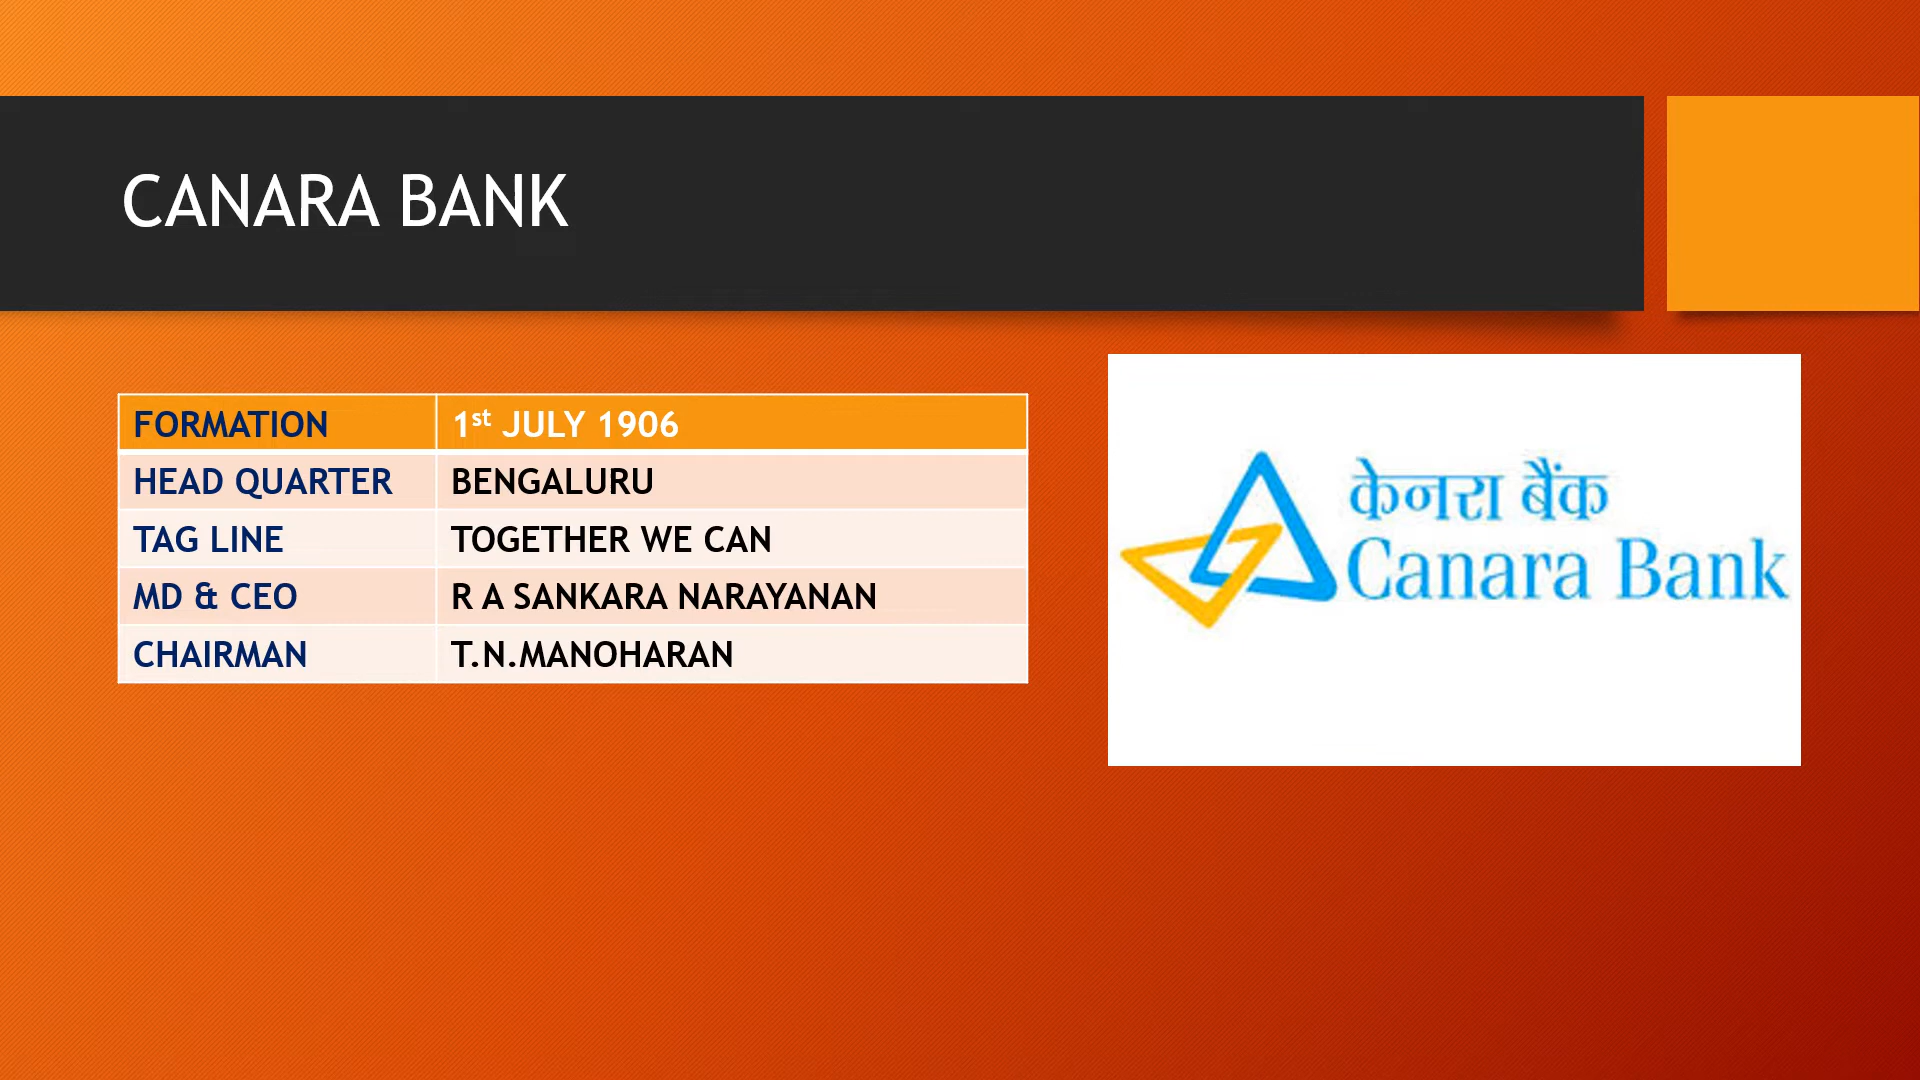 CANARA BANK
FORMATION 1st JULY 1906
HEAD QUARTER BENGALURU
TAG LINE TOGETHER WE CAN
MD & CEO R A SANKARA NARAYANAN
CHAIRMAN T.N.MANOHARAN
केनरा बैंक
Canara Bank